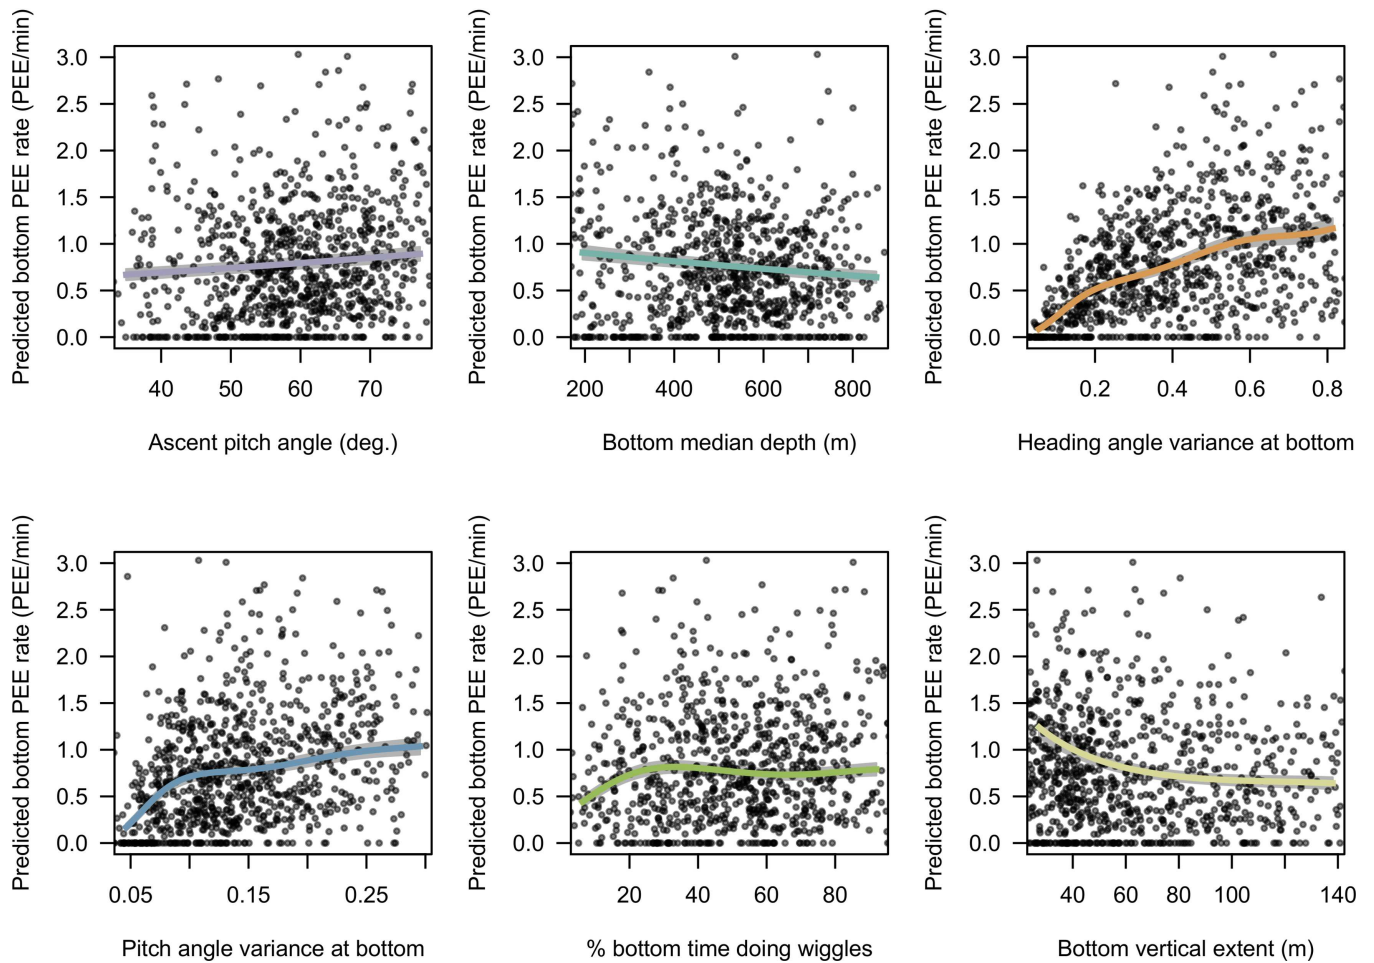 Predicted bottom PEE rate (PEE/min)
3.0
2.5
2.0
1.5
1.0
0.5
0.0
40 50 60 70
Ascent pitch angle (deg.)
Predicted bottom PEE rate (PEE/min)
3.0
2.5
2.0
1.5
1.0
0.5
0.0
200 400 600 800
Bottom median depth (m)
Predicted bottom PEE rate (PEE/min)
3.0
2.5
2.0
1.5
1.0
0.5
0.0
0.2 0.4 0.6 0.8
Heading angle variance at bottom
Predicted bottom PEE rate (PEE/min)
3.0
2.5
2.0
1.5
1.0
0.5
0.0
0.05 0.15 0.25
Pitch angle variance at bottom
Predicted bottom PEE rate (PEE/min)
3.0
2.5
2.0
1.5
1.0
0.5
0.0
20 40 60 80
% bottom time doing wiggles
Predicted bottom PEE rate (PEE/min)
3.0
2.5
2.0
1.5
1.0
0.5
0.0
40 60 80 100 140
Bottom vertical extent (m)